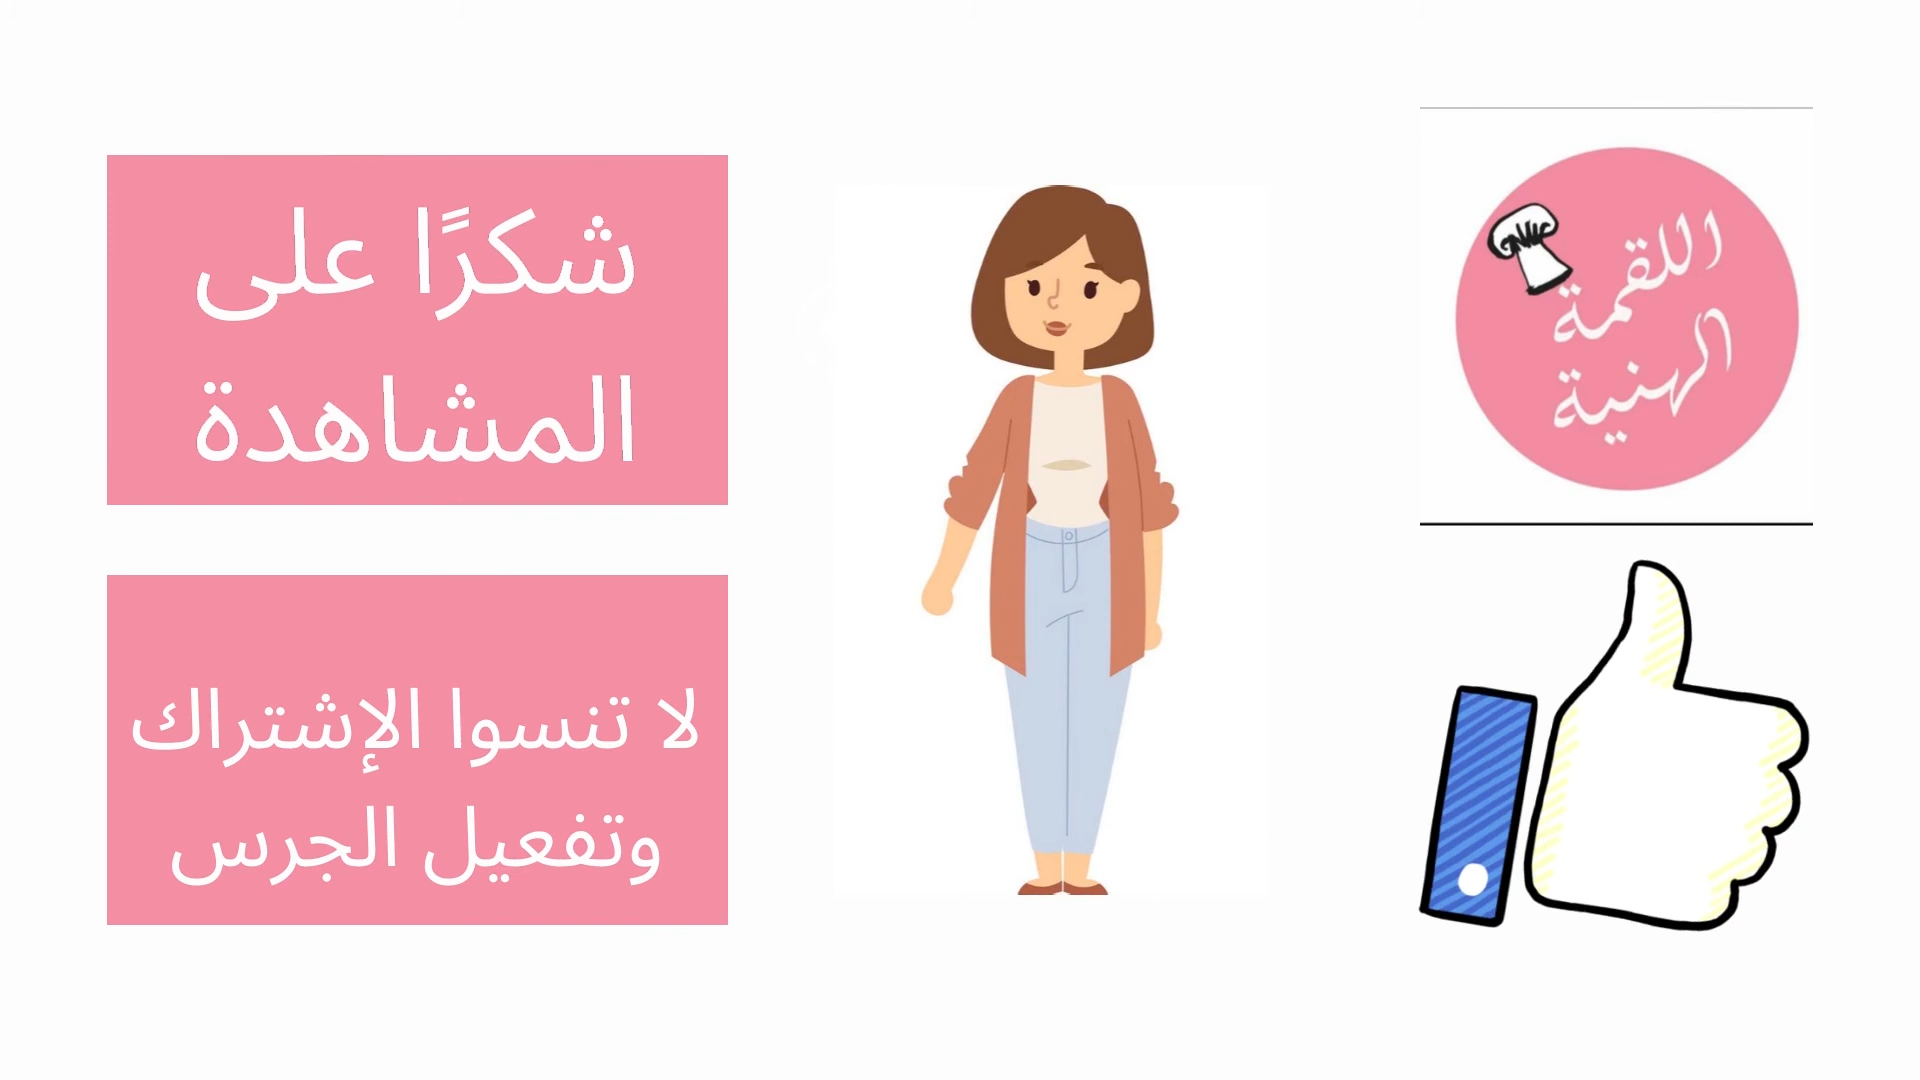 شكرًا على
المشاهدة
لا تنسوا الإشتراك
وتفعيل الجرس
اللقمة
الهنية